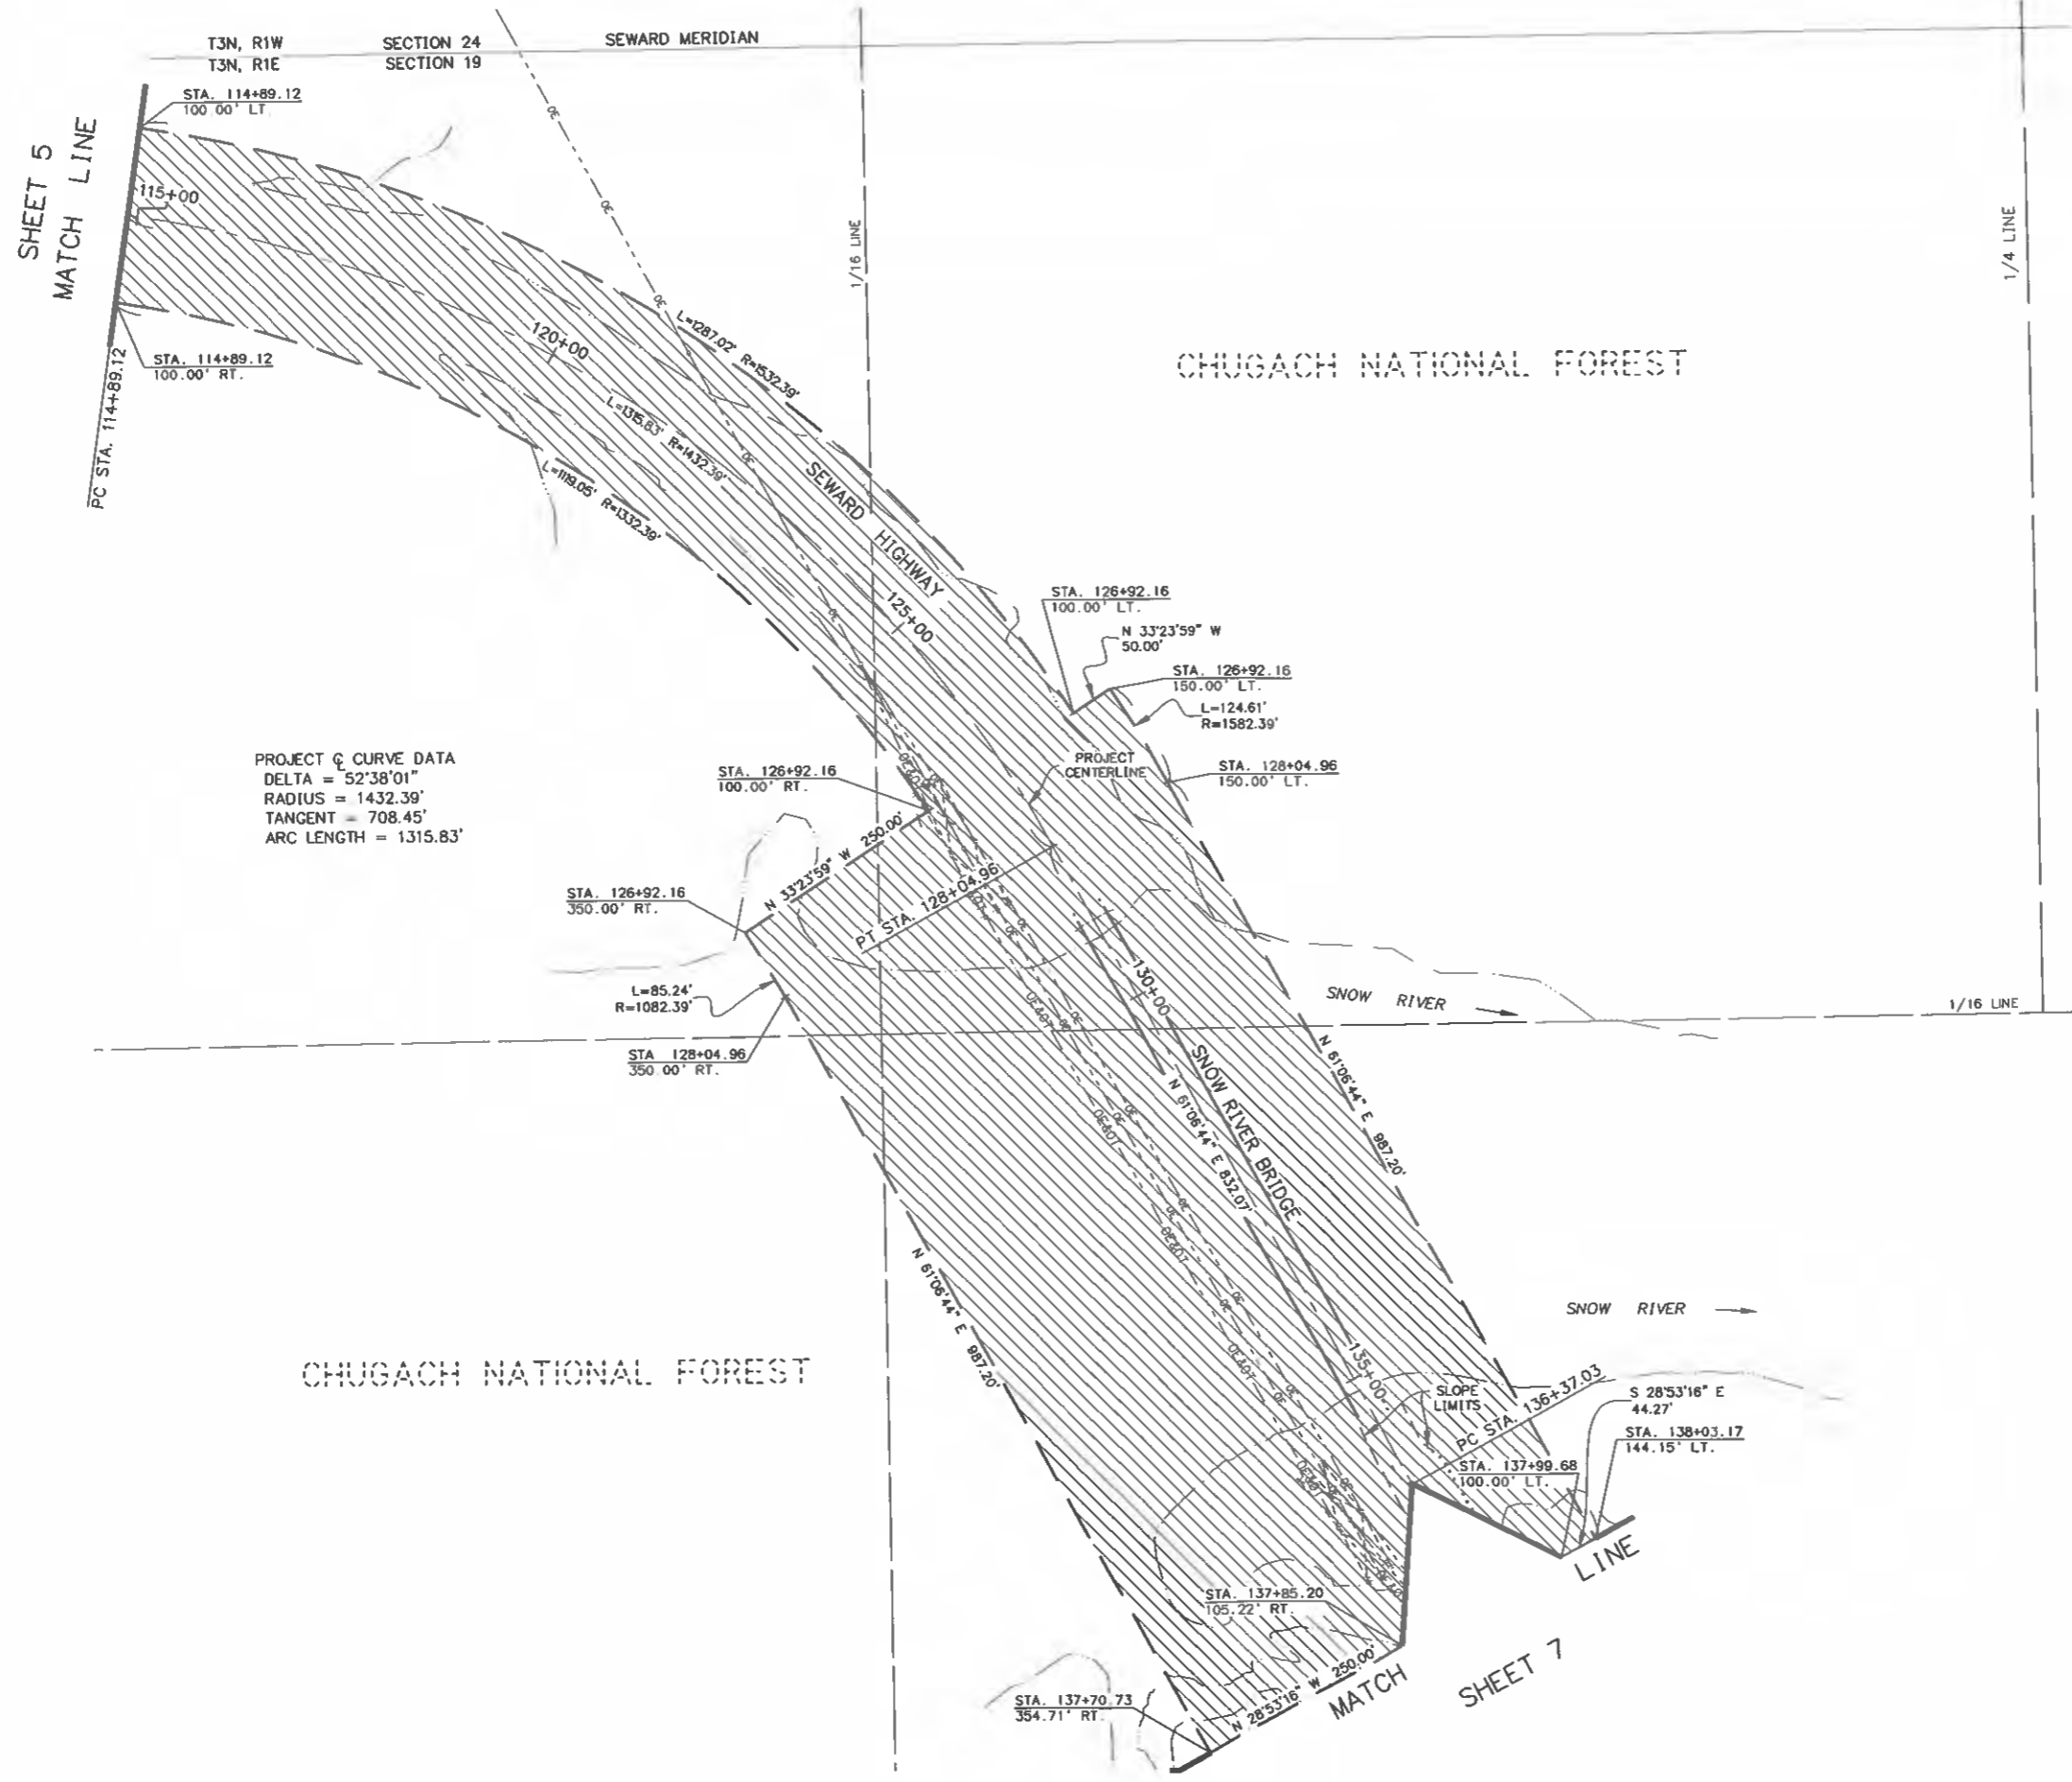 T3N, R1W SECTION 24 SEWARD MERIDIAN
T3N, R1E SECTION 19
STA. 114+89.12
100.00' LT
SHEET 5
MATCH LINE
115+00
STA. 114+89.12
100.00' RT.
PC STA. 114+89.12
1/16 LINE
1/4 LINE
120+00
L=1287.02' R=1532.39'
L=1315.83' R=1432.39'
L=1119.05' R=1332.39'
CHUGACH NATIONAL FOREST
SEWARD HIGHWAY
125+00
STA. 126+92.16
100.00' LT.
N 33°23'59" W
50.00'
STA. 126+92.16
150.00' LT.
L=124.61'
R=1582.39'
PROJECT
CENTERLINE
STA. 128+04.96
150.00' LT.
PROJECT ℄ CURVE DATA
DELTA = 52°38'01"
RADIUS = 1432.39'
TANGENT = 708.45'
ARC LENGTH = 1315.83'
STA. 126+92.16
100.00' RT.
N 33°23'59" W 250.00'
STA. 126+92.16
350.00' RT.
PT STA. 128+04.96
L=85.24'
R=1082.39'
STA 128+04.96
350.00' RT.
130+00
SNOW RIVER
1/16 LINE
SNOW RIVER BRIDGE
N 61°06'44" E 832.07'
N 61°06'44" E 987.20'
N 61°06'44" E 987.20'
OE
OE&OT
SNOW RIVER
CHUGACH NATIONAL FOREST
135+00
SLOPE
LIMITS
PC STA. 136+37.03
S 28°53'16" E
44.27'
STA. 138+03.17
144.15' LT.
STA. 137+99.68
100.00' LT.
STA. 137+85.20
105.22' RT.
STA. 137+70.73
354.71' RT.
N 28°53'16" W 250.00'
MATCH LINE
SHEET 7